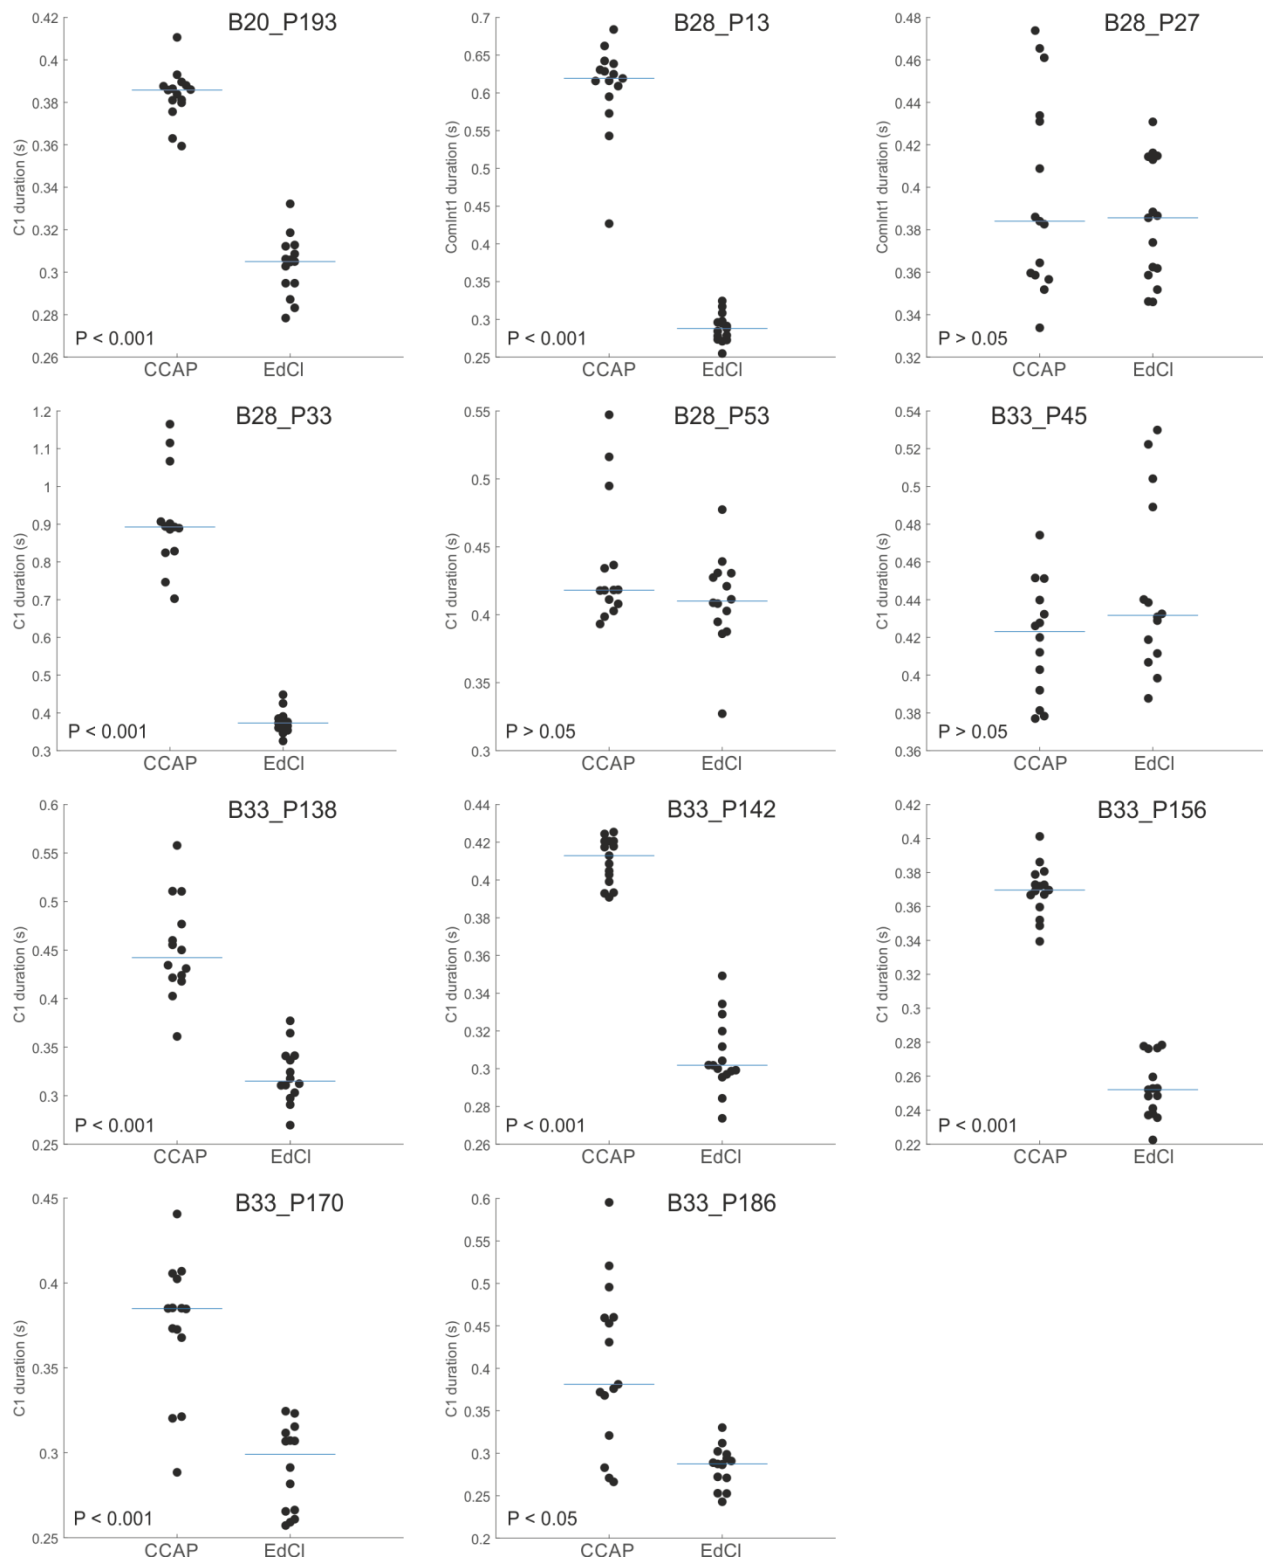 B20_P193
C1 duration (s)
0.42
0.4
0.38
0.36
0.34
0.32
0.3
0.28
0.26
P < 0.001
CCAP EdCl
B28_P13
ComInt1 duration (s)
0.7
0.65
0.6
0.55
0.5
0.45
0.4
0.35
0.3
0.25
P < 0.001
CCAP EdCl
B28_P27
ComInt1 duration (s)
0.48
0.46
0.44
0.42
0.4
0.38
0.36
0.34
0.32
P > 0.05
CCAP EdCl
B28_P33
C1 duration (s)
1.2
1.1
1
0.9
0.8
0.7
0.6
0.5
0.4
0.3
P < 0.001
CCAP EdCl
B28_P53
C1 duration (s)
0.55
0.5
0.45
0.4
0.35
0.3
P > 0.05
CCAP EdCl
B33_P45
C1 duration (s)
0.54
0.52
0.5
0.48
0.46
0.44
0.42
0.4
0.38
0.36
P > 0.05
CCAP EdCl
B33_P138
C1 duration (s)
0.6
0.55
0.5
0.45
0.4
0.35
0.3
0.25
P < 0.001
CCAP EdCl
B33_P142
C1 duration (s)
0.44
0.42
0.4
0.38
0.36
0.34
0.32
0.3
0.28
0.26
P < 0.001
CCAP EdCl
B33_P156
C1 duration (s)
0.42
0.4
0.38
0.36
0.34
0.32
0.3
0.28
0.26
0.24
0.22
P < 0.001
CCAP EdCl
B33_P170
C1 duration (s)
0.45
0.4
0.35
0.3
0.25
P < 0.001
CCAP EdCl
B33_P186
C1 duration (s)
0.6
0.55
0.5
0.45
0.4
0.35
0.3
0.25
0.2
P < 0.05
CCAP EdCl